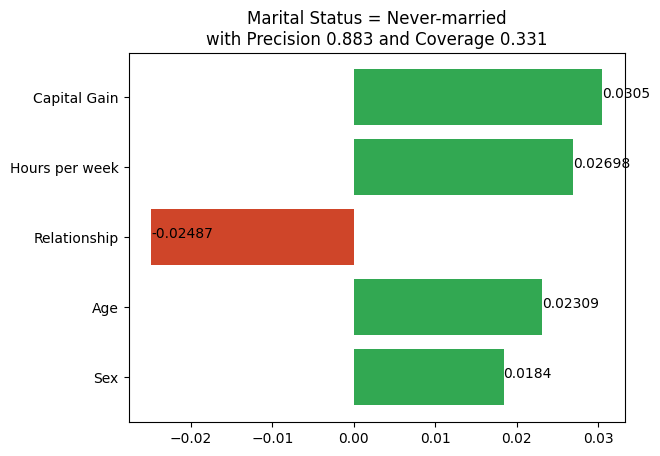 Marital Status = Never-married
with Precision 0.883 and Coverage 0.331
Capital Gain
0.0305
Hours per week
0.02698
Relationship
-0.02487
Age
0.02309
Sex
0.0184
−0.02 −0.01 0.00 0.01 0.02 0.03